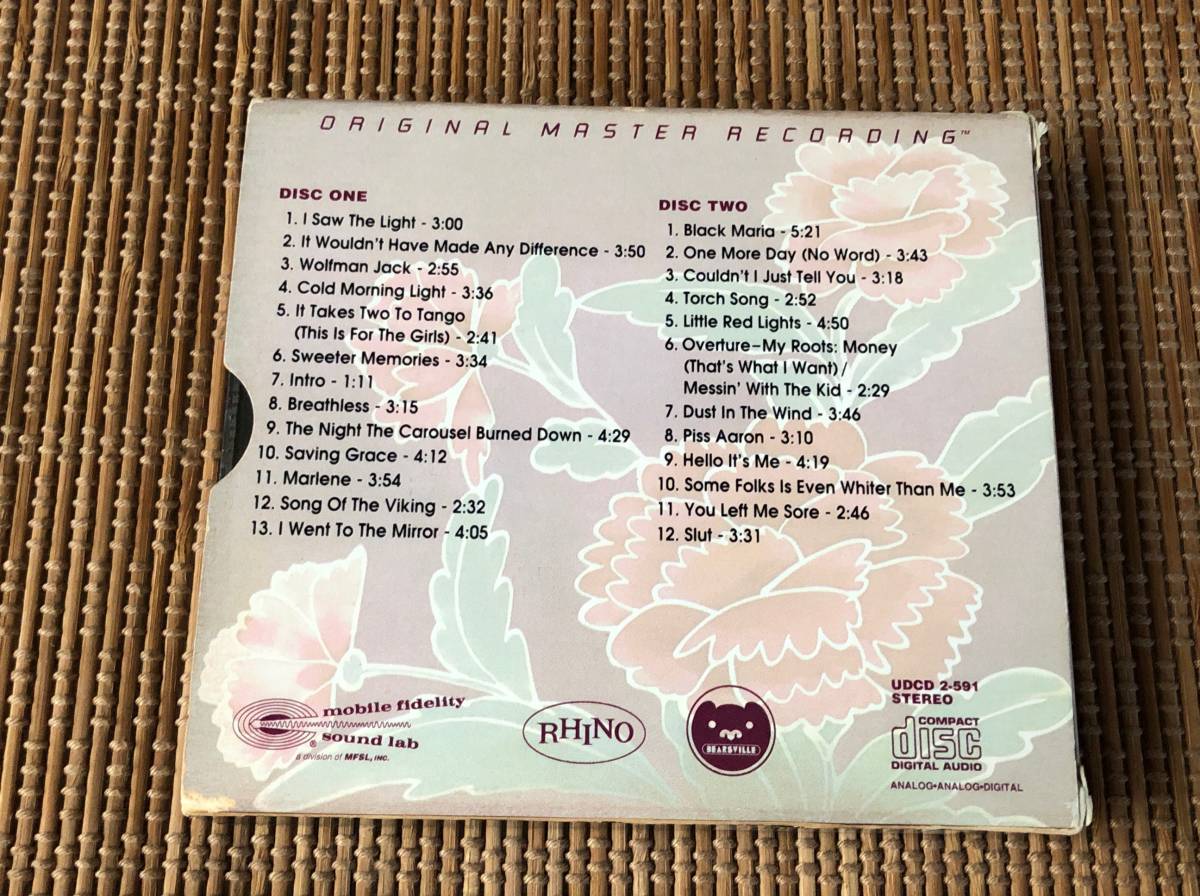 ORIGINAL MASTER RECORDING™
DISC ONE
1. I Saw The Light - 3:00
2. It Wouldn't Have Made Any Difference - 3:50
3. Wolfman Jack - 2:55
4. Cold Morning Light - 3:36
5. It Takes Two To Tango
(This Is For The Girls) - 2:41
6. Sweeter Memories - 3:34
7. Intro - 1:11
8. Breathless - 3:15
9. The Night The Carousel Burned Down - 4:29
10. Saving Grace - 4:12
11. Marlene - 3:54
12. Song Of The Viking - 2:32
13. I Went To The Mirror - 4:05
DISC TWO
1. Black Maria - 5:21
2. One More Day (No Word) - 3:43
3. Couldn't I Just Tell You - 3:18
4. Torch Song - 2:52
5. Little Red Lights - 4:50
6. Overture–My Roots: Money
(That's What I Want) /
Messin' With The Kid - 2:29
7. Dust In The Wind - 3:46
8. Piss Aaron - 3:10
9. Hello It's Me - 4:19
10. Some Folks Is Even Whiter Than Me - 3:53
11. You Left Me Sore - 2:46
12. Slut - 3:31
mobile fidelity
® sound lab
a division of MFSL, INC.
RHINO
BEARSVILLE
UDCD 2-591
STEREO
COMPACT
disc
DIGITAL AUDIO
ANALOG•ANALOG•DIGITAL